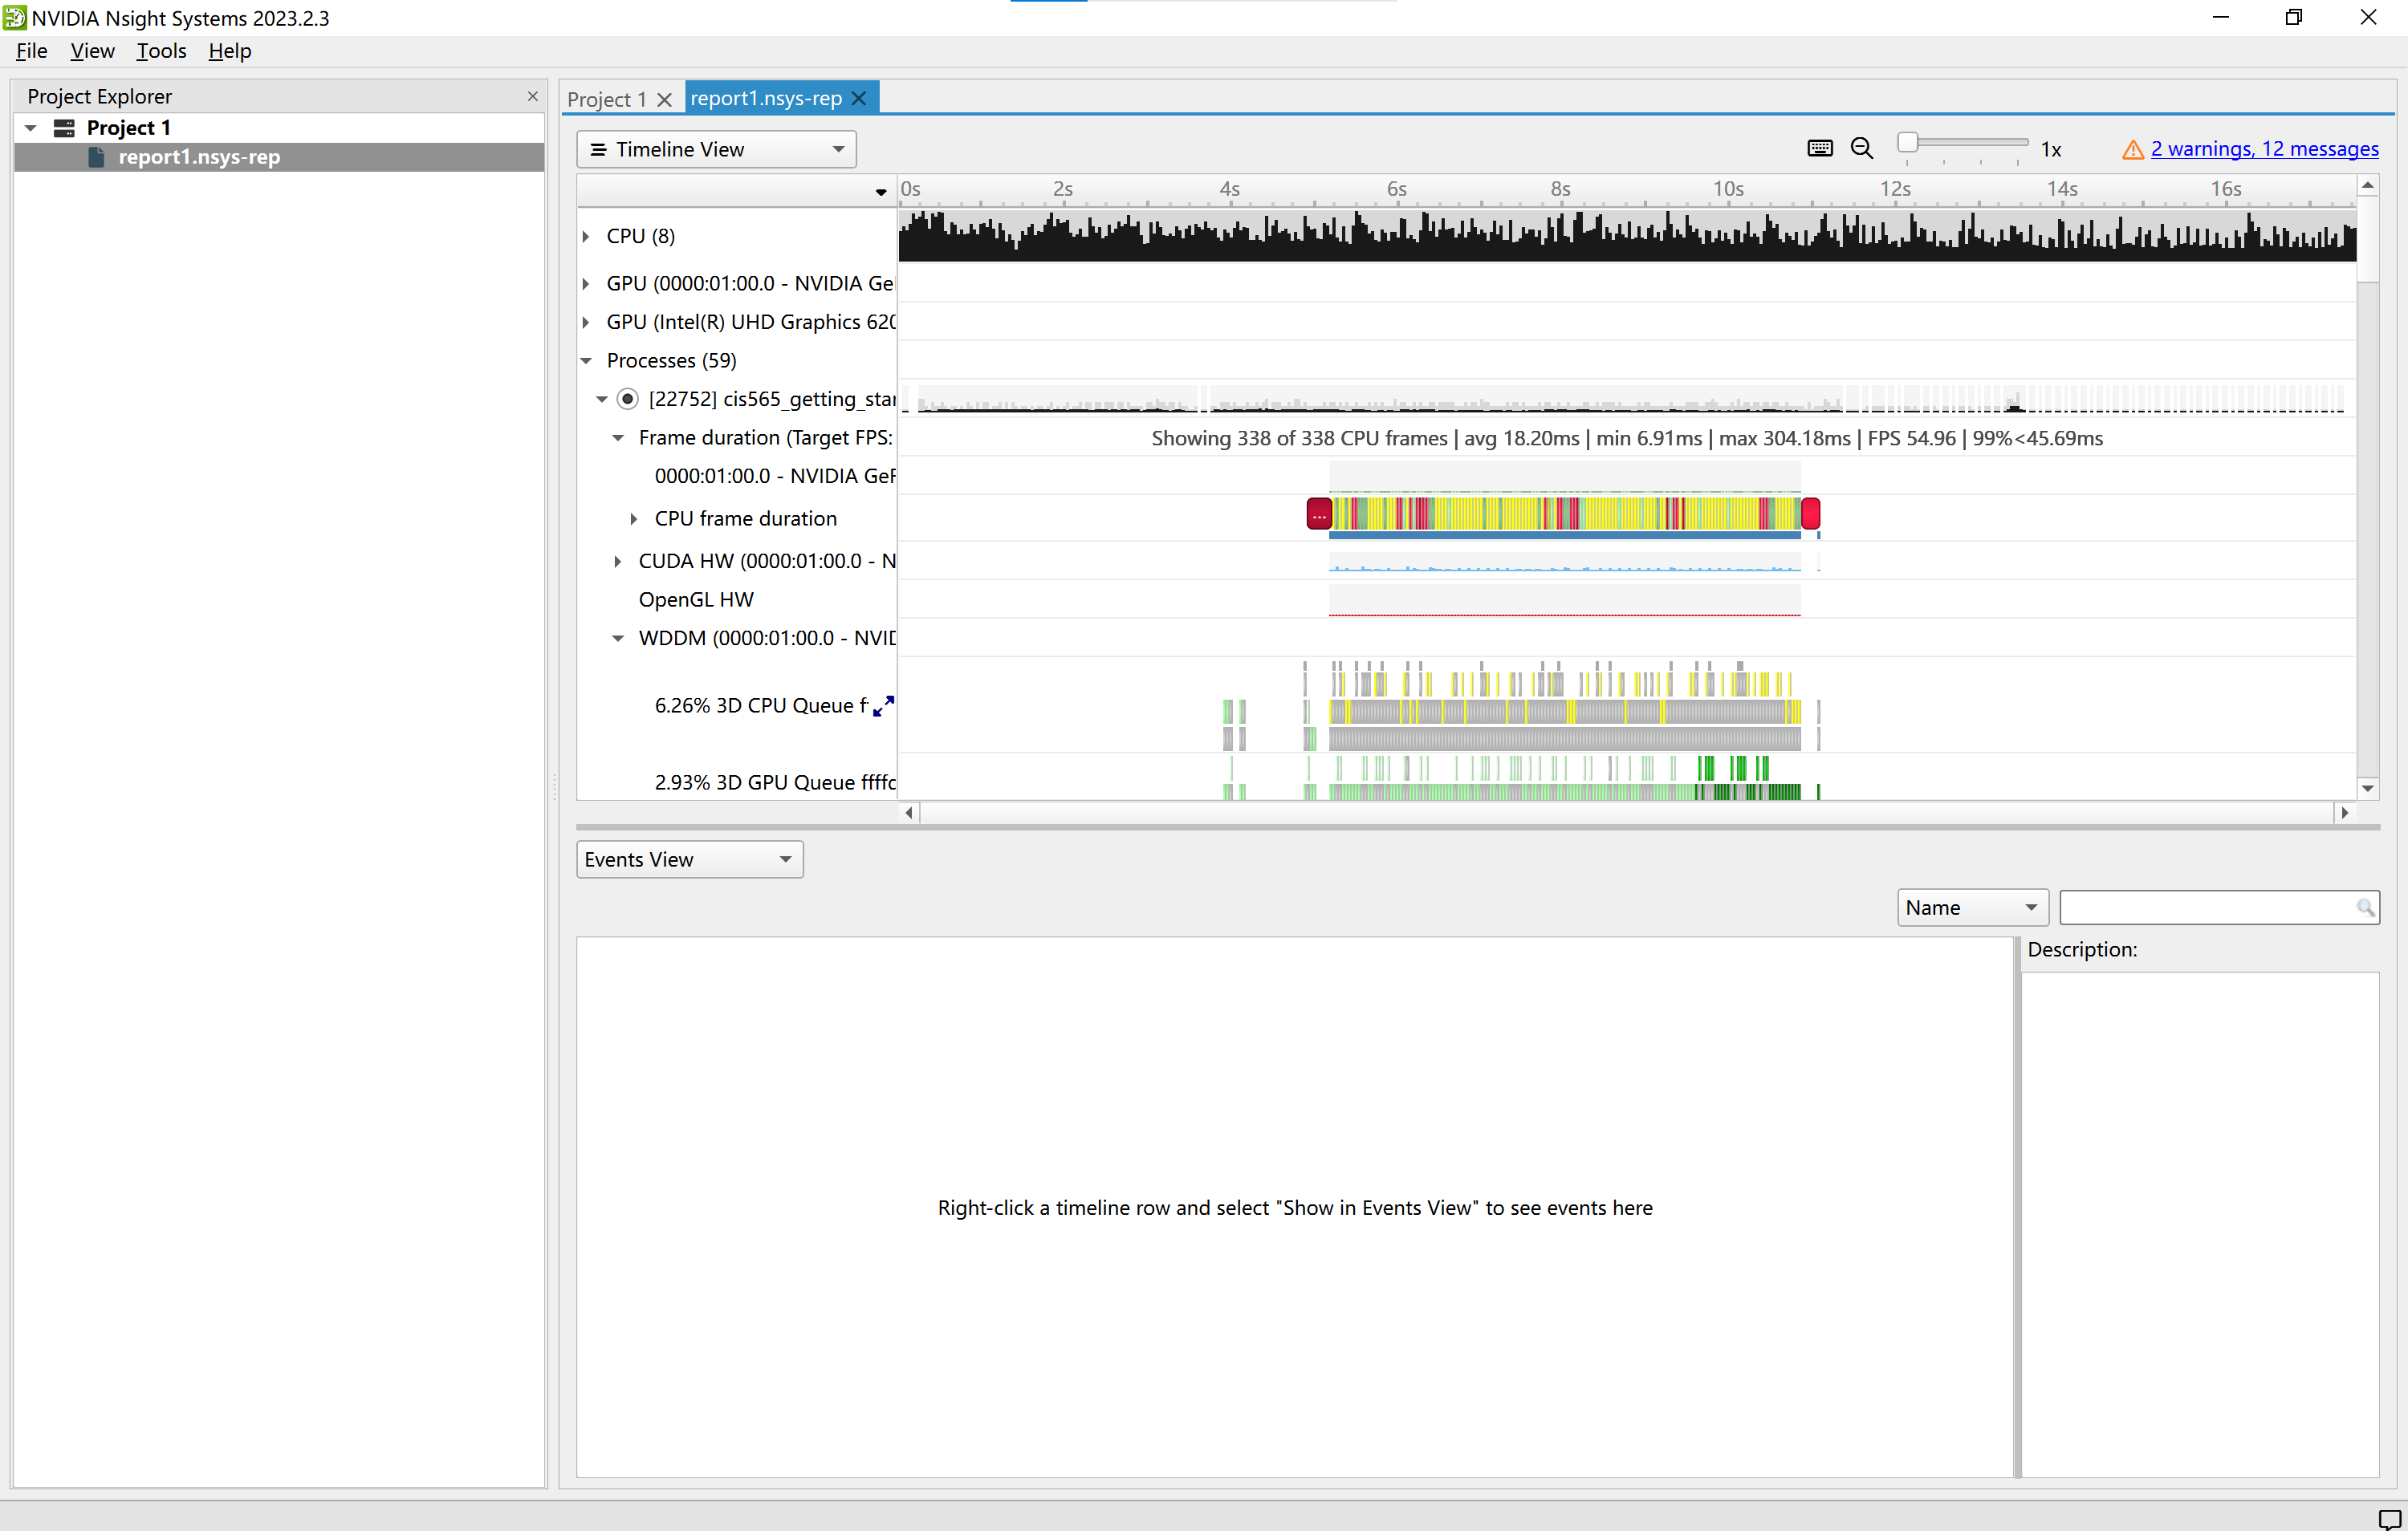 NVIDIA Nsight Systems 2023.2.3
File View Tools Help
Project Explorer
Project 1
report1.nsys-rep
Project 1 report1.nsys-rep
Timeline View
1x
2 warnings, 12 messages
0s 2s 4s 6s 8s 10s 12s 14s 16s
CPU (8)
GPU (0000:01:00.0 - NVIDIA Ge
GPU (Intel(R) UHD Graphics 620
Processes (59)
[22752] cis565_getting_star
Frame duration (Target FPS:
Showing 338 of 338 CPU frames | avg 18.20ms | min 6.91ms | max 304.18ms | FPS 54.96 | 99%<45.69ms
0000:01:00.0 - NVIDIA GeF
CPU frame duration
...
CUDA HW (0000:01:00.0 - N
OpenGL HW
WDDM (0000:01:00.0 - NVID
6.26% 3D CPU Queue f
2.93% 3D GPU Queue ffffc
Events View
Name
Description:
Right-click a timeline row and select "Show in Events View" to see events here